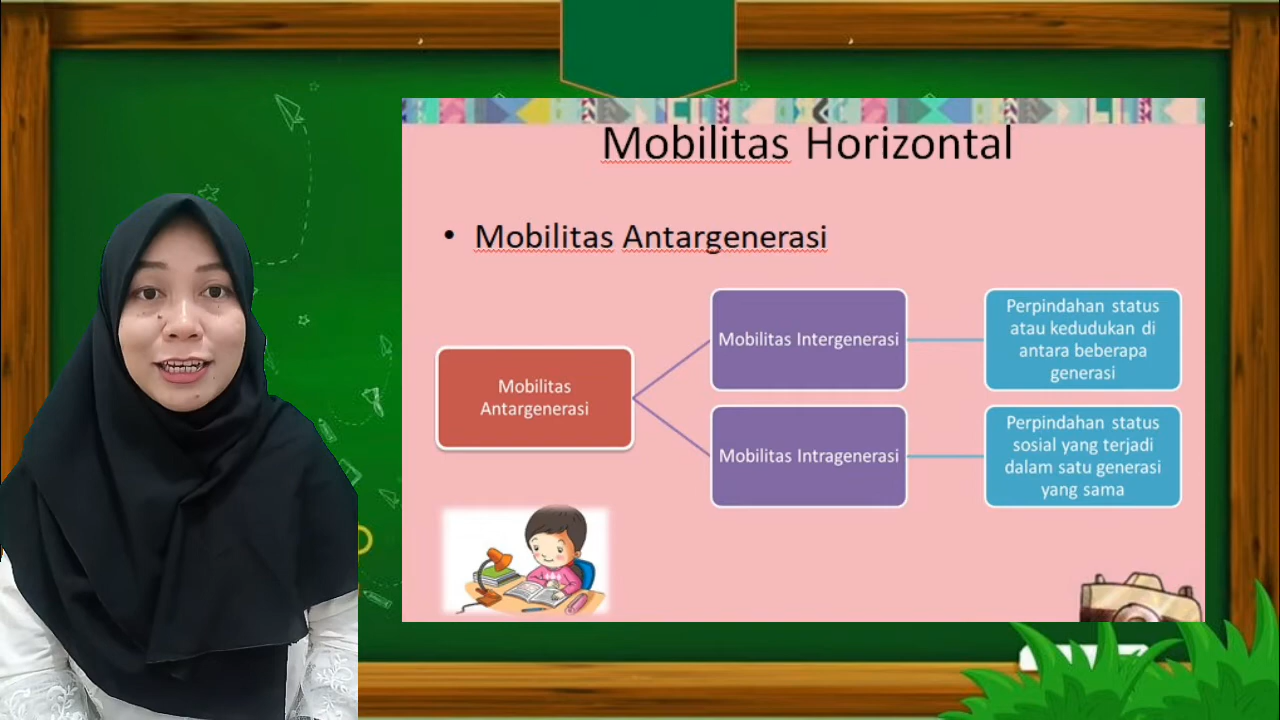 Mobilitas Horizontal
• Mobilitas Antargenerasi
Mobilitas
Antargenerasi
Mobilitas Intergenerasi
Perpindahan status
atau kedudukan di
antara beberapa
generasi
Mobilitas Intragenerasi
Perpindahan status
sosial yang terjadi
dalam satu generasi
yang sama